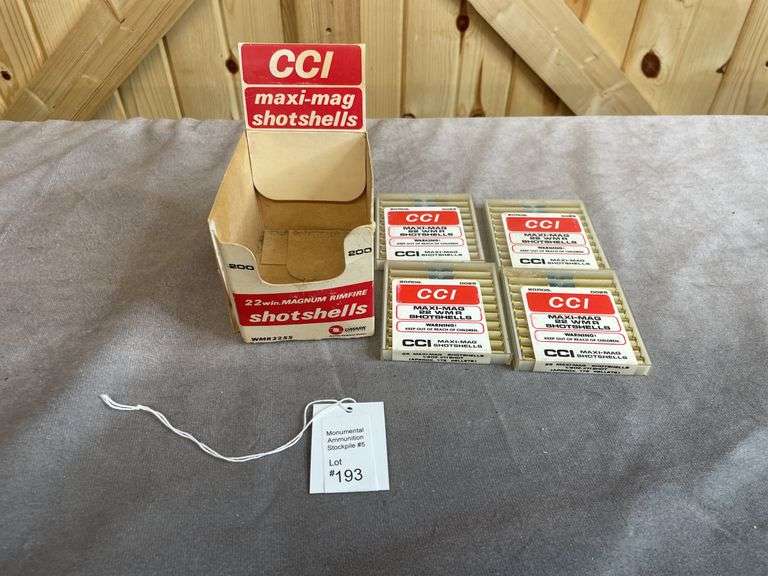 CCI
maxi-mag
shotshells
200
200
22 win. MAGNUM RIMFIRE
shotshells
WMR22SS
CCI
MAXI-MAG
22 WMR
SHOTSHELLS
WARNING:
KEEP OUT OF REACH OF CHILDREN
CCI MAXI-MAG
SHOTSHELLS
CCI
MAXI-MAG
22 WMR
SHOTSHELLS
WARNING:
KEEP OUT OF REACH OF CHILDREN
CCI MAXI-MAG
SHOTSHELLS
CCI
MAXI-MAG
22 WMR
SHOTSHELLS
WARNING:
KEEP OUT OF REACH OF CHILDREN
CCI MAXI-MAG
SHOTSHELLS
CCI
MAXI-MAG
22 WMR
SHOTSHELLS
WARNING:
KEEP OUT OF REACH OF CHILDREN
CCI MAXI-MAG
SHOTSHELLS
Monumental
Ammunition
Stockpile #5
Lot
#193